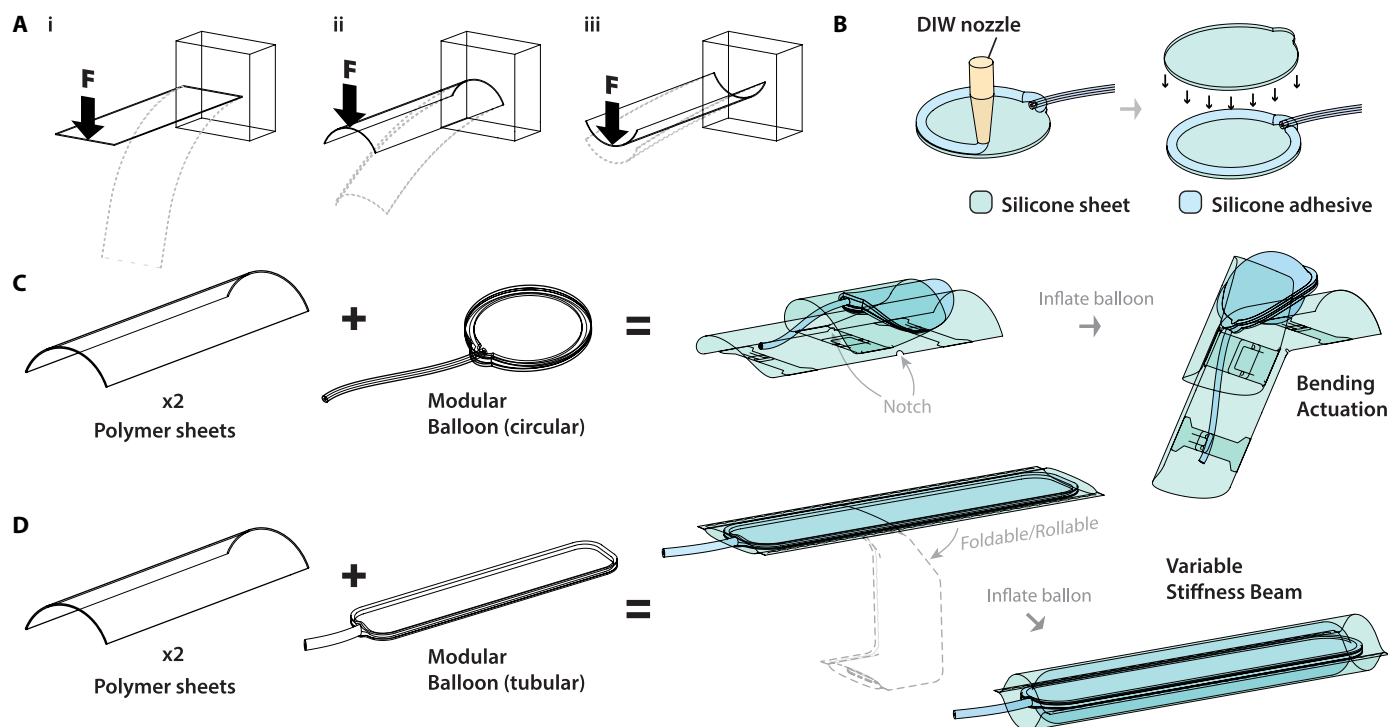 A
i
ii
iii
F
F
F
B
DIW nozzle
Silicone sheet
Silicone adhesive
C
+
=
x2
Polymer sheets
Modular
Balloon (circular)
Notch
Inflate balloon
Bending
Actuation
D
+
=
x2
Polymer sheets
Modular
Balloon (tubular)
Foldable/Rollable
Inflate ballon
Variable
Stiffness Beam